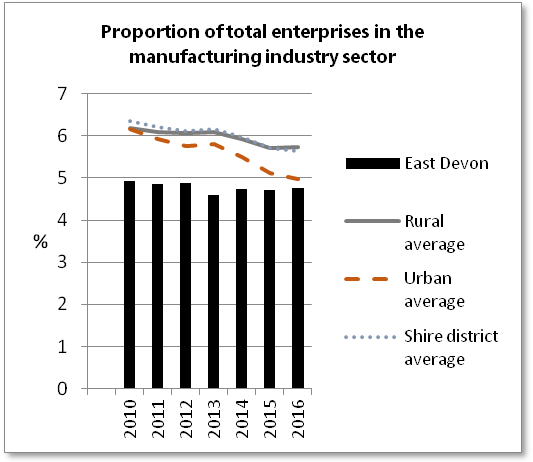 Proportion of total enterprises in the
manufacturing industry sector
7
6
5
4
3
2
1
0
%
2010
2011
2012
2013
2014
2015
2016
East Devon
Rural
average
Urban
average
Shire district
average